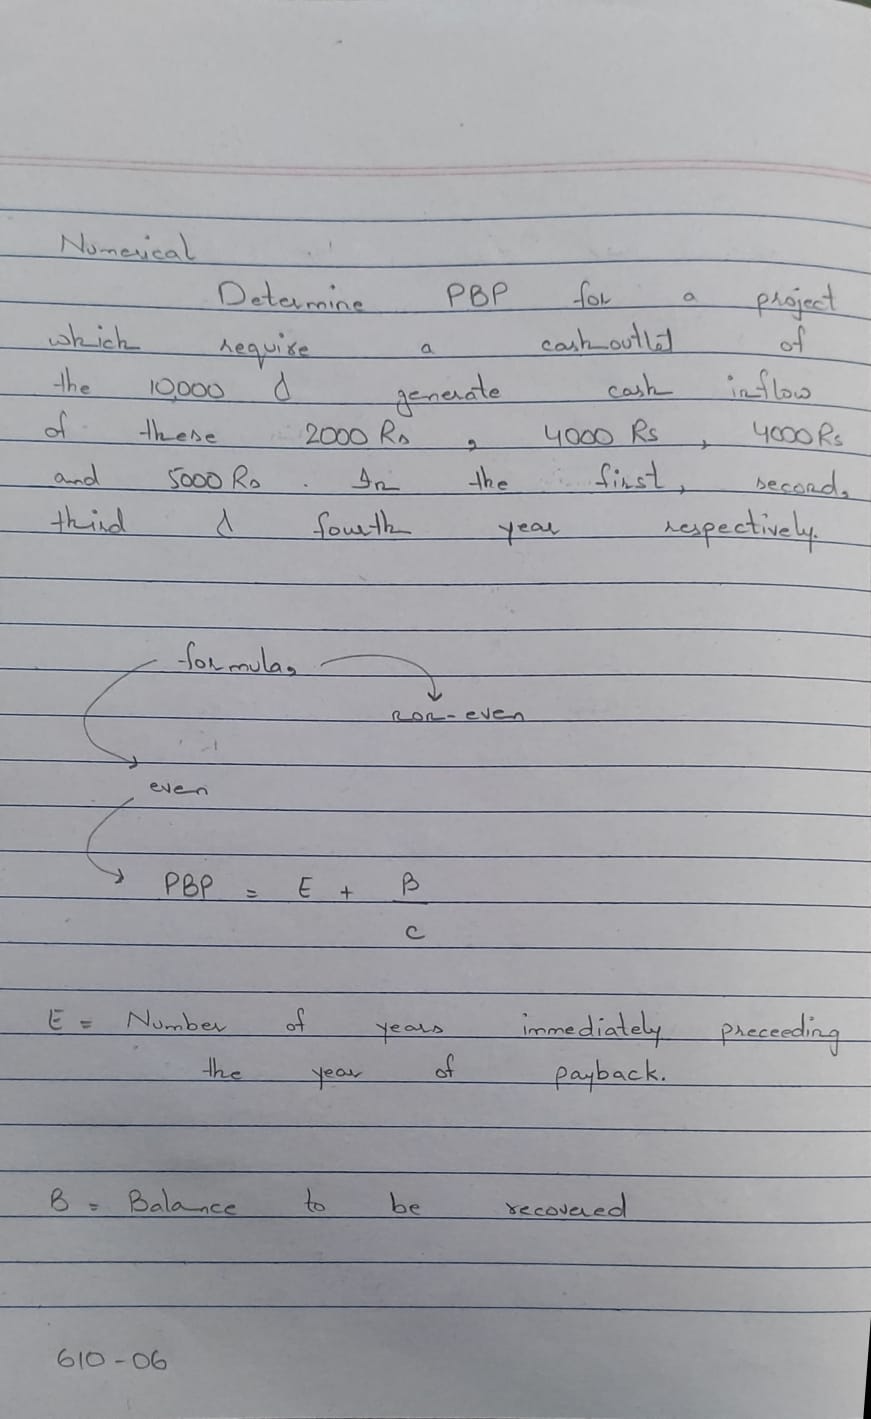 Numerical
Determine PBP for a project
which require a cash outlet of
the 10,000 & generate cash inflow
of these 2000 Rs, 4000 Rs, 4000 Rs
and 5000 Rs. In the first, second,
third & fourth year respectively.
formula,
non-even
even
PBP = E + B
C
E = Number of years immediately preceeding
the year of payback.
B = Balance to be recovered
610-06